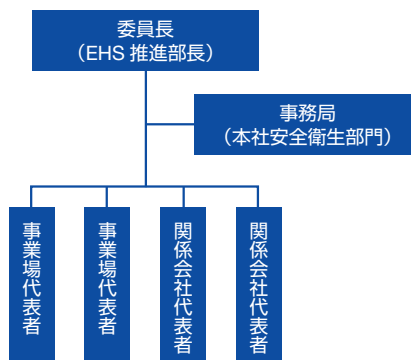 委員長
（EHS 推進部長）
事務局
（本社安全衛生部門）
事業場代表者
事業場代表者
関係会社代表者
関係会社代表者